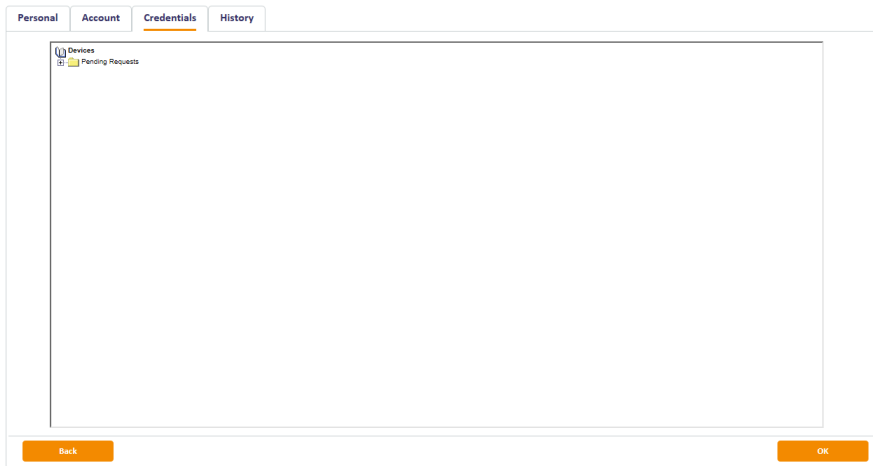 Personal Account Credentials History
Devices
Pending Requests
Back OK